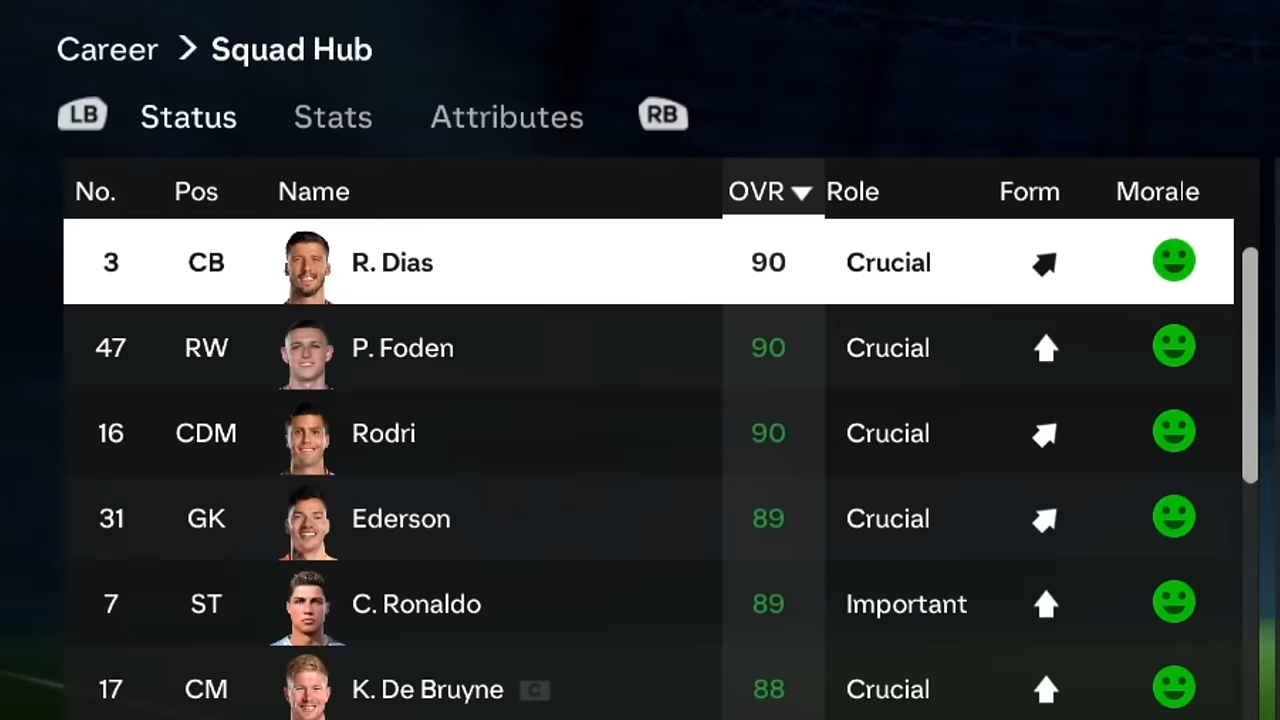 Career > Squad Hub
LB Status Stats Attributes RB
No. Pos Name OVR Role Form Morale
3 CB R. Dias 90 Crucial
47 RW P. Foden 90 Crucial
16 CDM Rodri 90 Crucial
31 GK Ederson 89 Crucial
7 ST C. Ronaldo 89 Important
17 CM K. De Bruyne C 88 Crucial